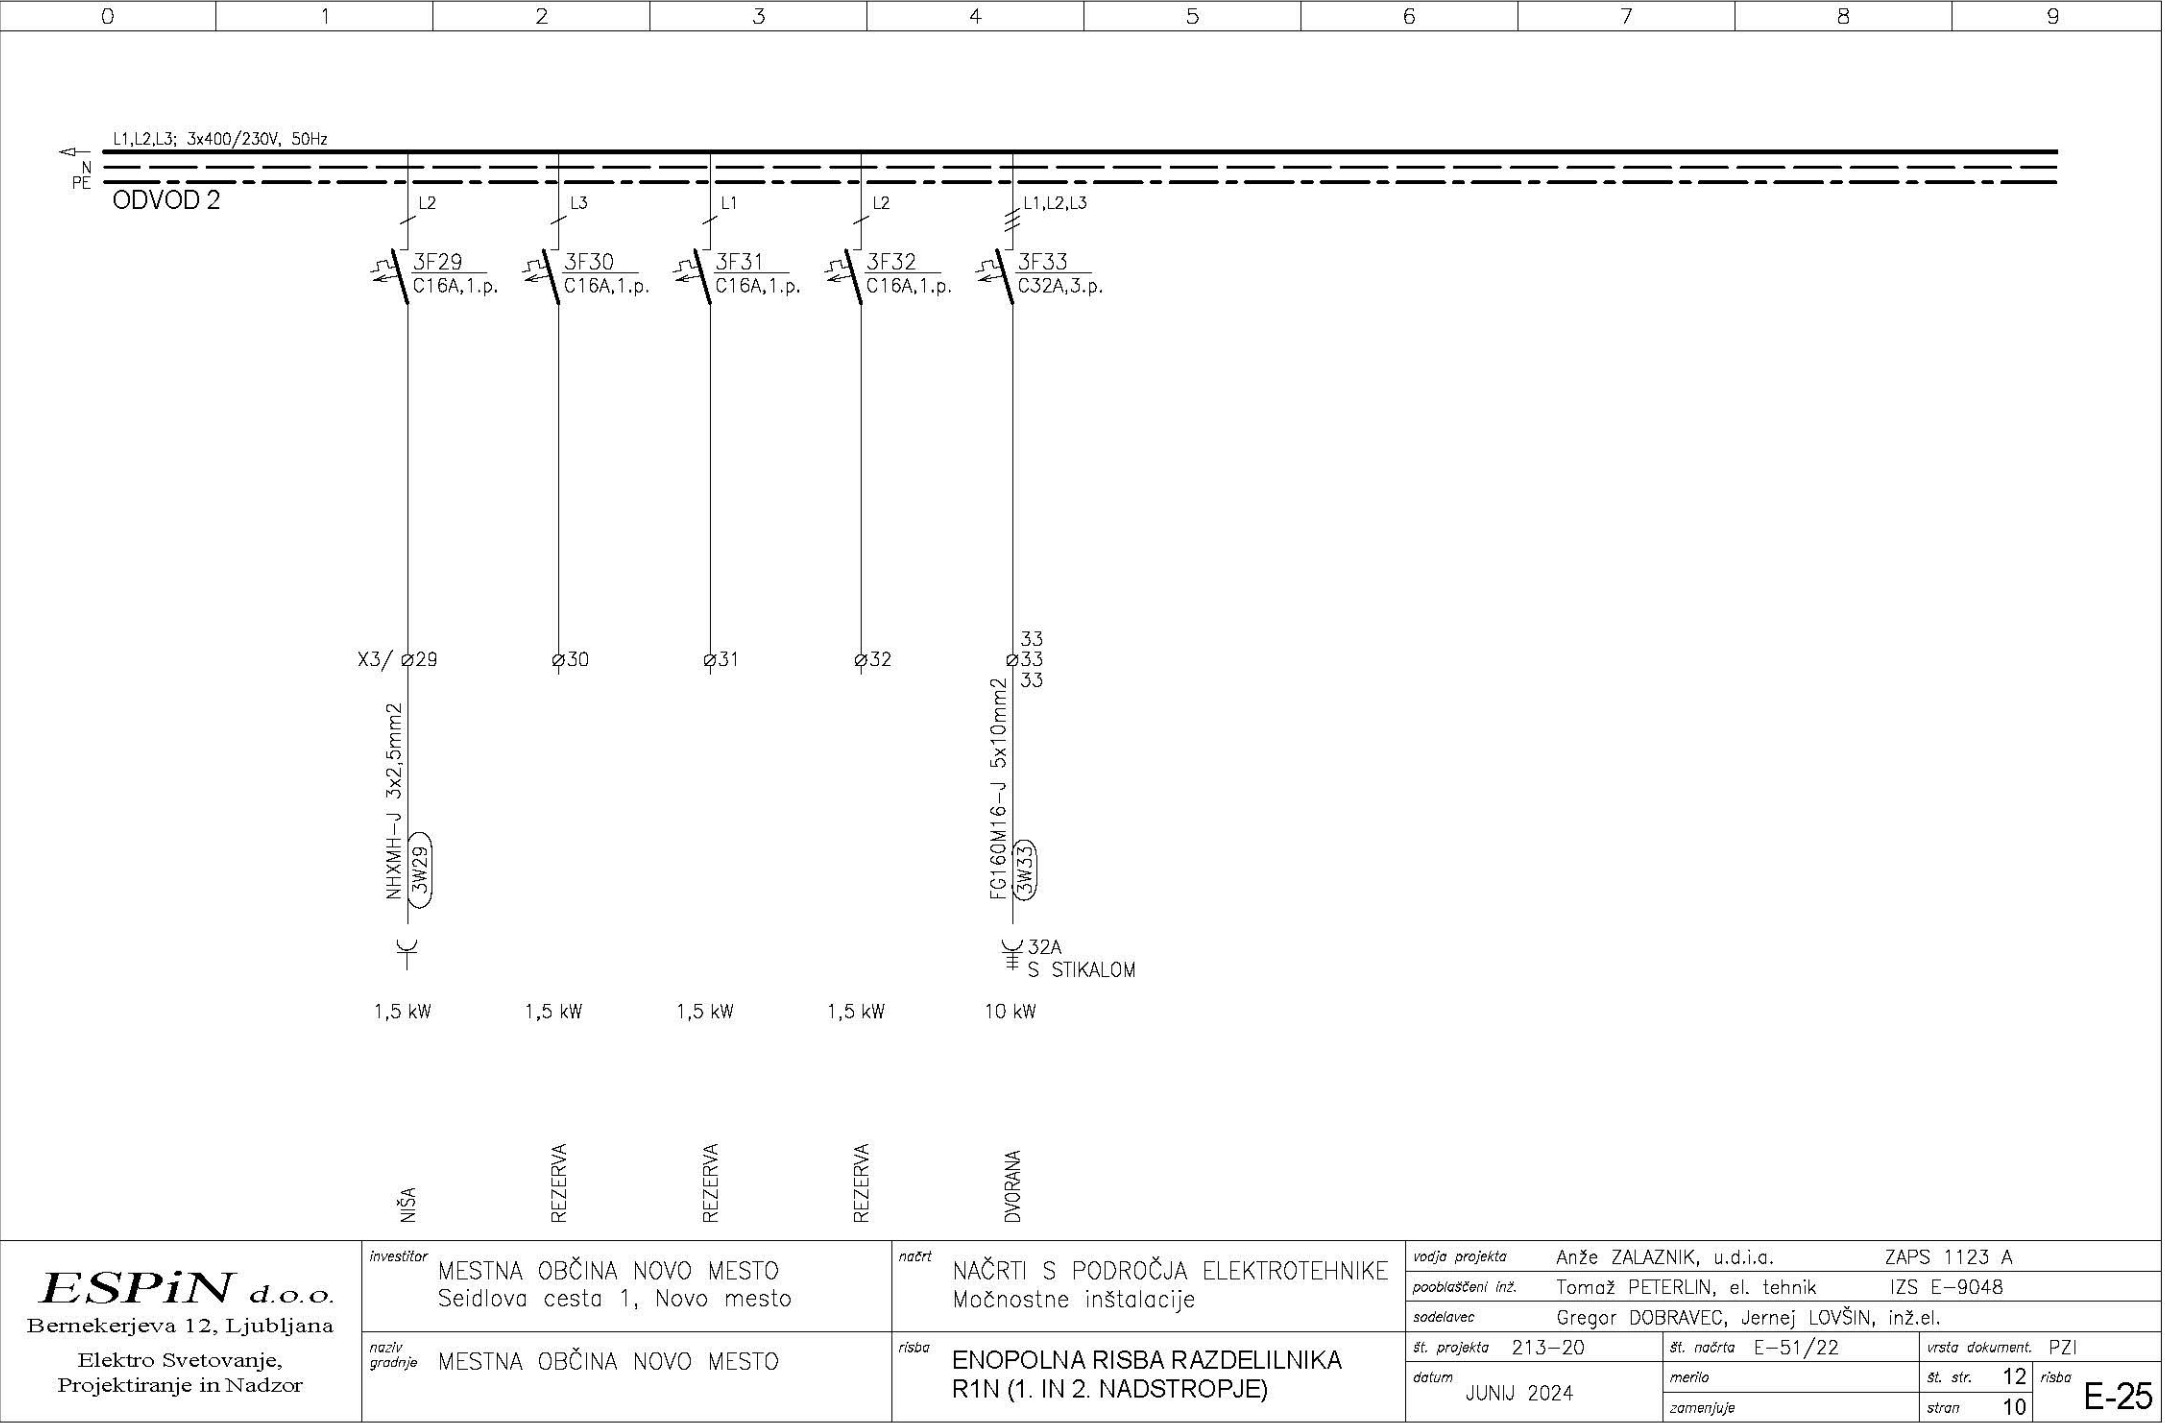 0 1 2 3 4 5 6 7 8 9
L1,L2,L3; 3x400/230V, 50Hz
N
PE
ODVOD 2
L2 L3 L1 L2 L1,L2,L3
3F29 3F30 3F31 3F32 3F33
C16A,1.p. C16A,1.p. C16A,1.p. C16A,1.p. C32A,3.p.
33
X3/ 29 30 31 32 33
33
NHXMH-J 3x2,5mm2
3W29
FG16OM16-J 5x10mm2
3W33
32A
S STIKALOM
1,5 kW 1,5 kW 1,5 kW 1,5 kW 10 kW
NIŠA
REZERVA
REZERVA
REZERVA
DVORANA
ESPiN d.o.o.
Bernekerjeva 12, Ljubljana
Elektro Svetovanje,
Projektiranje in Nadzor
investitor
MESTNA OBČINA NOVO MESTO
Seidlova cesta 1, Novo mesto
naziv
gradnje
MESTNA OBČINA NOVO MESTO
načrt
NAČRTI S PODROČJA ELEKTROTEHNIKE
Močnostne inštalacije
risba
ENOPOLNA RISBA RAZDELILNIKA
R1N (1. IN 2. NADSTROPJE)
vodja projekta Anže ZALAZNIK, u.d.i.a. ZAPS 1123 A
pooblaščeni inž. Tomaž PETERLIN, el. tehnik IZS E-9048
sodelavec Gregor DOBRAVEC, Jernej LOVŠIN, inž.el.
št. projekta 213-20 št. načrta E-51/22 vrsta dokument. PZI
datum JUNIJ 2024
merilo
zamenjuje
št. str. 12
stran 10
risba E-25